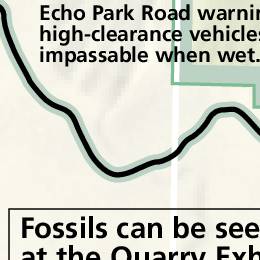 Echo Park Road warnin
high-clearance vehicles
impassable when wet.
Fossils can be see
at the Quarry Exh